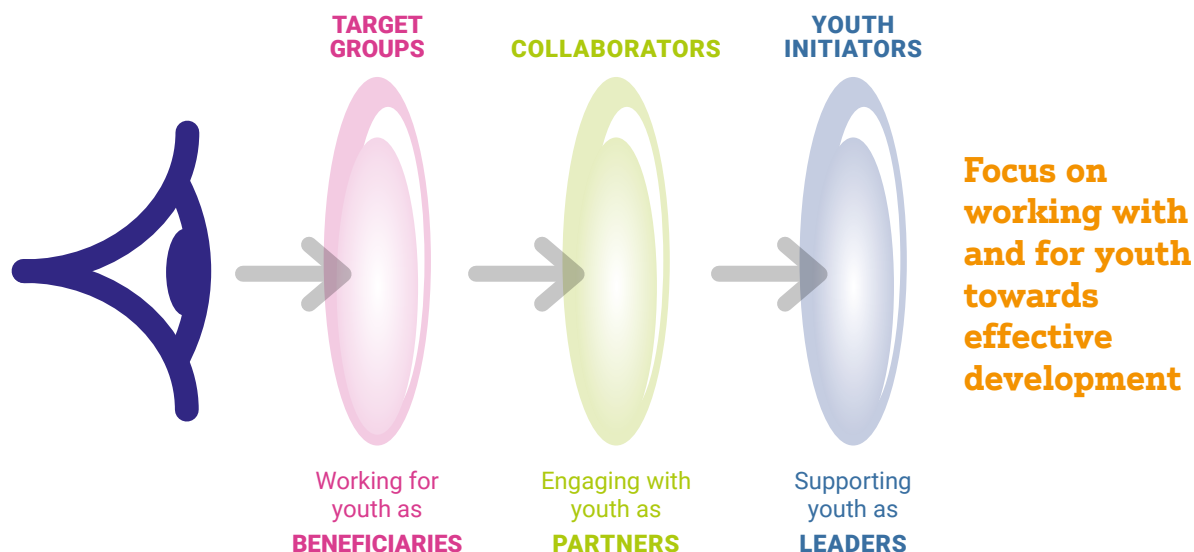 TARGET
GROUPS
COLLABORATORS
YOUTH
INITIATORS
Focus on
working with
and for youth
towards
effective
development
Working for
youth as
BENEFICIARIES
Engaging with
youth as
PARTNERS
Supporting
youth as
LEADERS